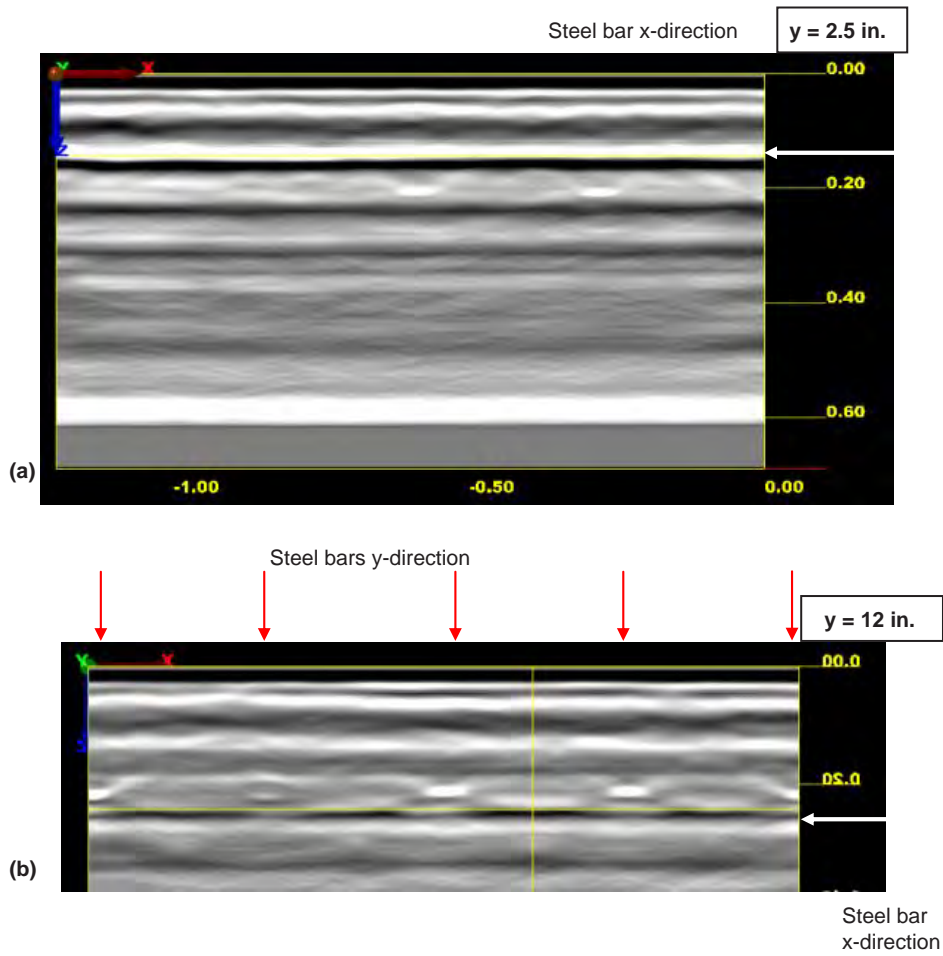 Steel bar x-direction
y = 2.5 in.
Y X
0.00
Z
0.20
0.40
0.60
(a)
-1.00 -0.50 0.00
Steel bars y-direction
y = 12 in.
Y X
0.00
0.20
(b)
Steel bar
x-direction